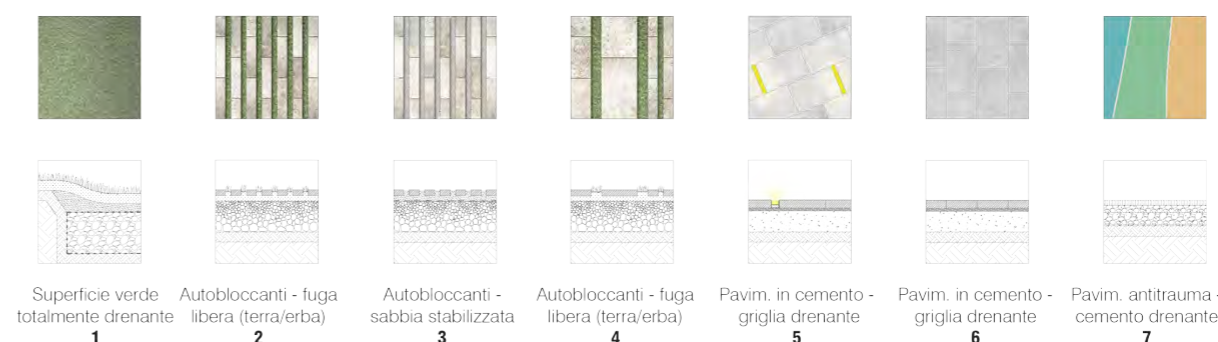 Superficie verde
totalmente drenante
1
Autobloccanti - fuga
libera (terra/erba)
2
Autobloccanti -
sabbia stabilizzata
3
Autobloccanti - fuga
libera (terra/erba)
4
Pavim. in cemento -
griglia drenante
5
Pavim. in cemento -
griglia drenante
6
Pavim. antitrauma -
cemento drenante
7